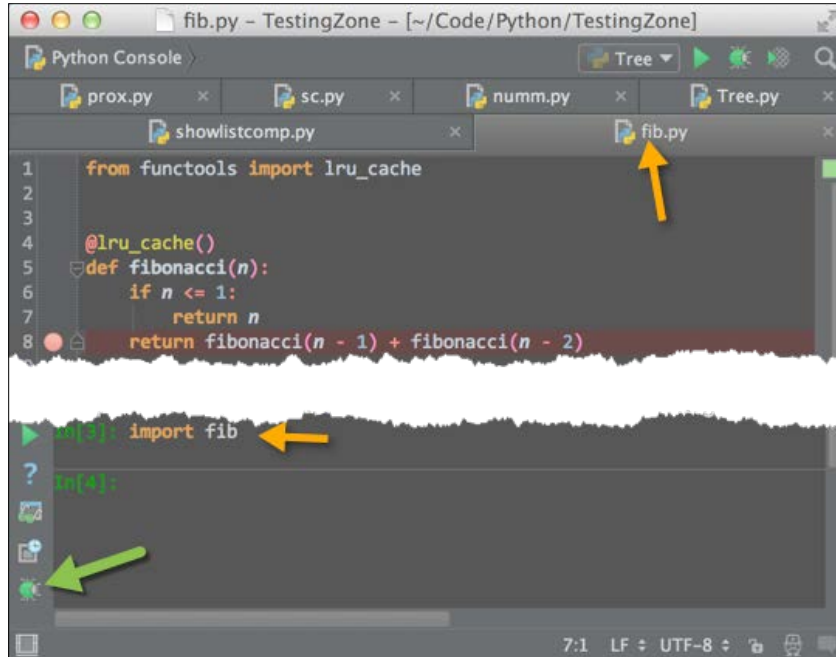 fib.py – TestingZone – [~/Code/Python/TestingZone]
Python Console
Tree
prox.py
sc.py
numm.py
Tree.py
showlistcomp.py
fib.py
1 from functools import lru_cache
2
3
4 @lru_cache()
5 def fibonacci(n):
6 if n <= 1:
7 return n
8 return fibonacci(n - 1) + fibonacci(n - 2)
In[3]: import fib
?
In[4]:
7:1 LF UTF-8